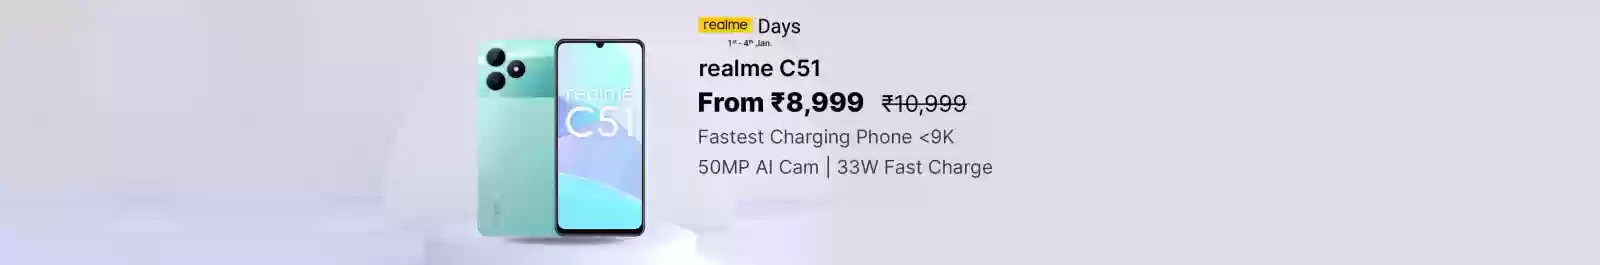 realme Days
1st - 4th Jan.
realme C51
From ₹8,999 ₹10,999
Fastest Charging Phone <9K
50MP AI Cam | 33W Fast Charge
realme
C51